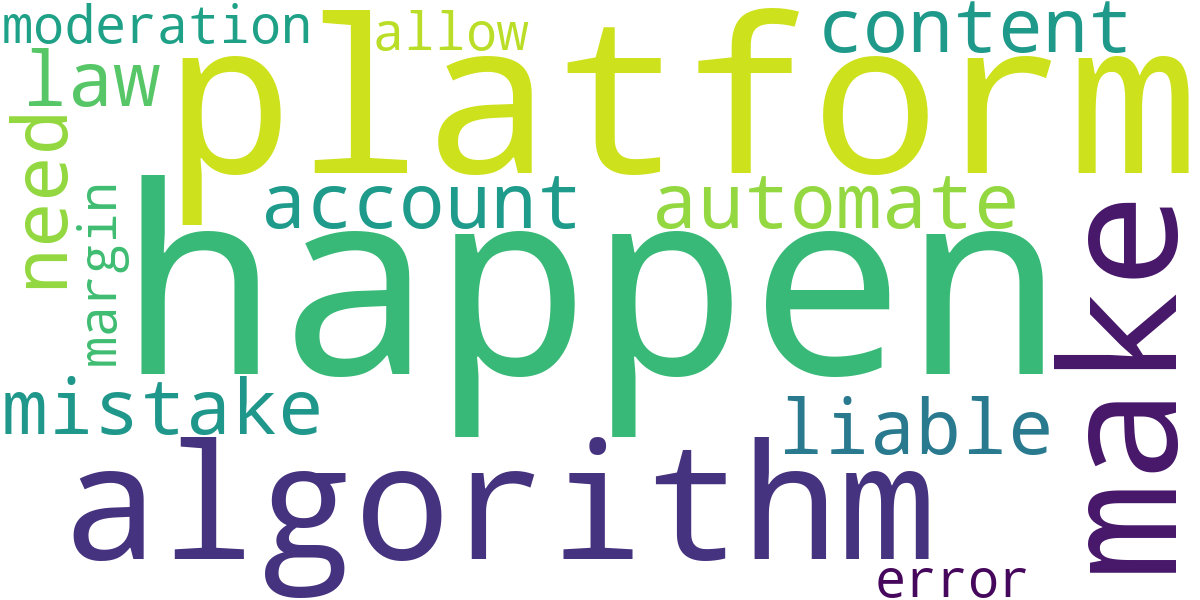 moderation
allow
content
law
platform
need
account
automate
margin
happen
make
mistake
liable
algorithm
error